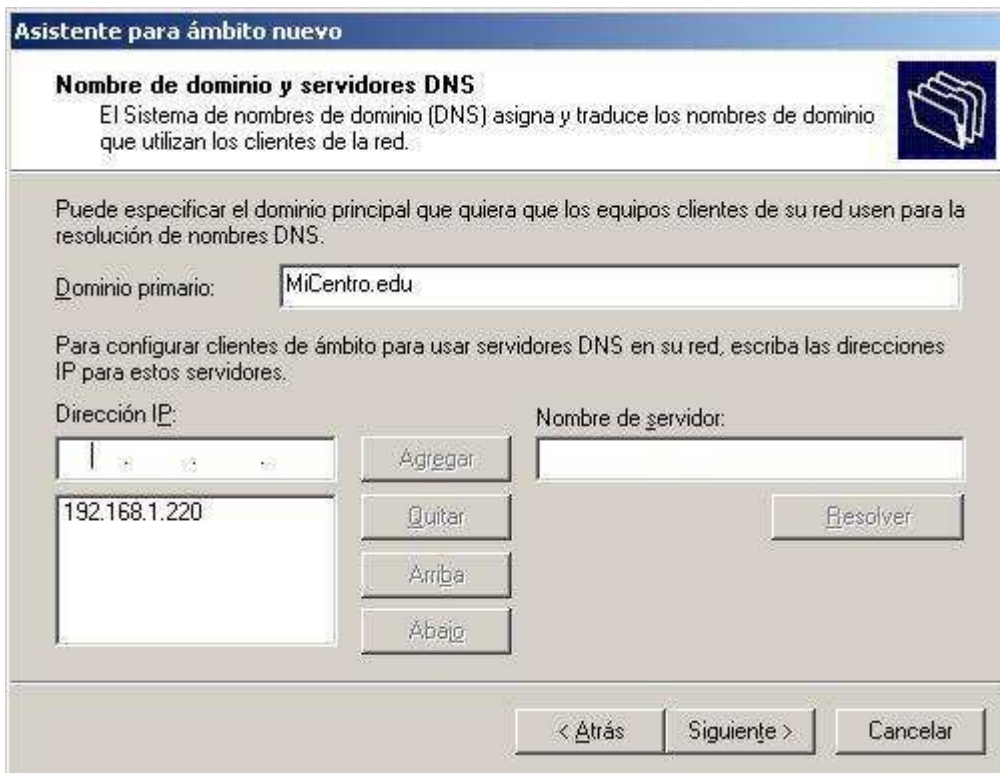 Asistente para ámbito nuevo
Nombre de dominio y servidores DNS
El Sistema de nombres de dominio (DNS) asigna y traduce los nombres de dominio
que utilizan los clientes de la red.
Puede especificar el dominio principal que quiera que los equipos clientes de su red usen para la
resolución de nombres DNS.
Dominio primario: MiCentro.edu
Para configurar clientes de ámbito para usar servidores DNS en su red, escriba las direcciones
IP para estos servidores.
Dirección IP: Nombre de servidor:
. . . Agregar
192.168.1.220 Quitar Resolver
Arriba
Abajo
< Atrás Siguiente > Cancelar